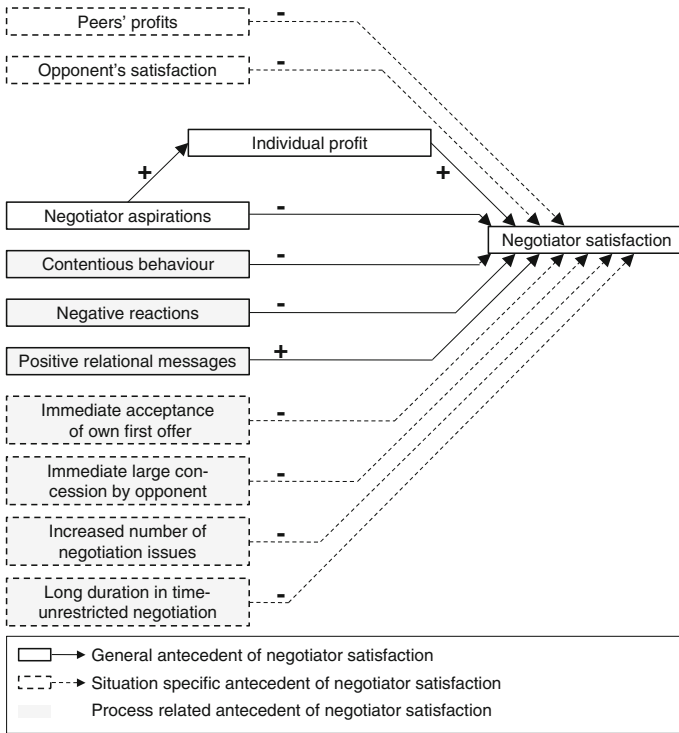 Peers' profits
-
Opponent's satisfaction
-
Individual profit
+
+
Negotiator aspirations
-
Negotiator satisfaction
Contentious behaviour
-
Negative reactions
-
Positive relational messages
+
Immediate acceptance
of own first offer
-
Immediate large con-
cession by opponent
-
Increased number of
negotiation issues
-
Long duration in time-
unrestricted negotiation
-
General antecedent of negotiator satisfaction
Situation specific antecedent of negotiator satisfaction
Process related antecedent of negotiator satisfaction